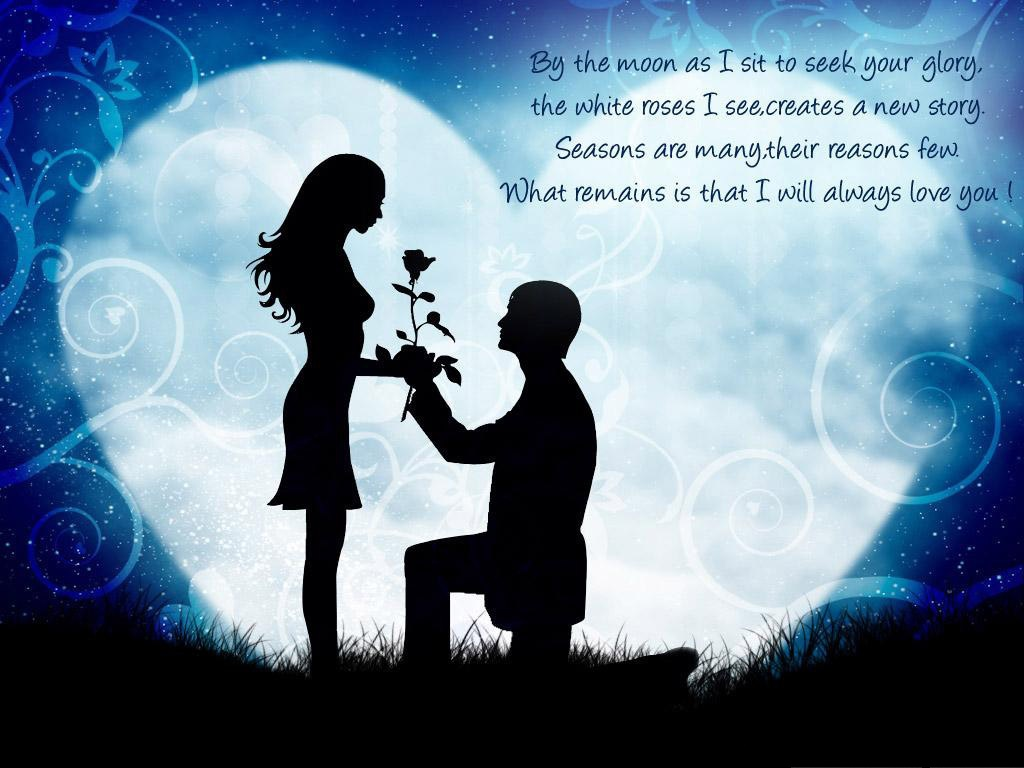 By the moon as I sit to seek your glory,
the white roses I see,creates a new story.
Seasons are many,their reasons few.
What remains is that I will always love you !